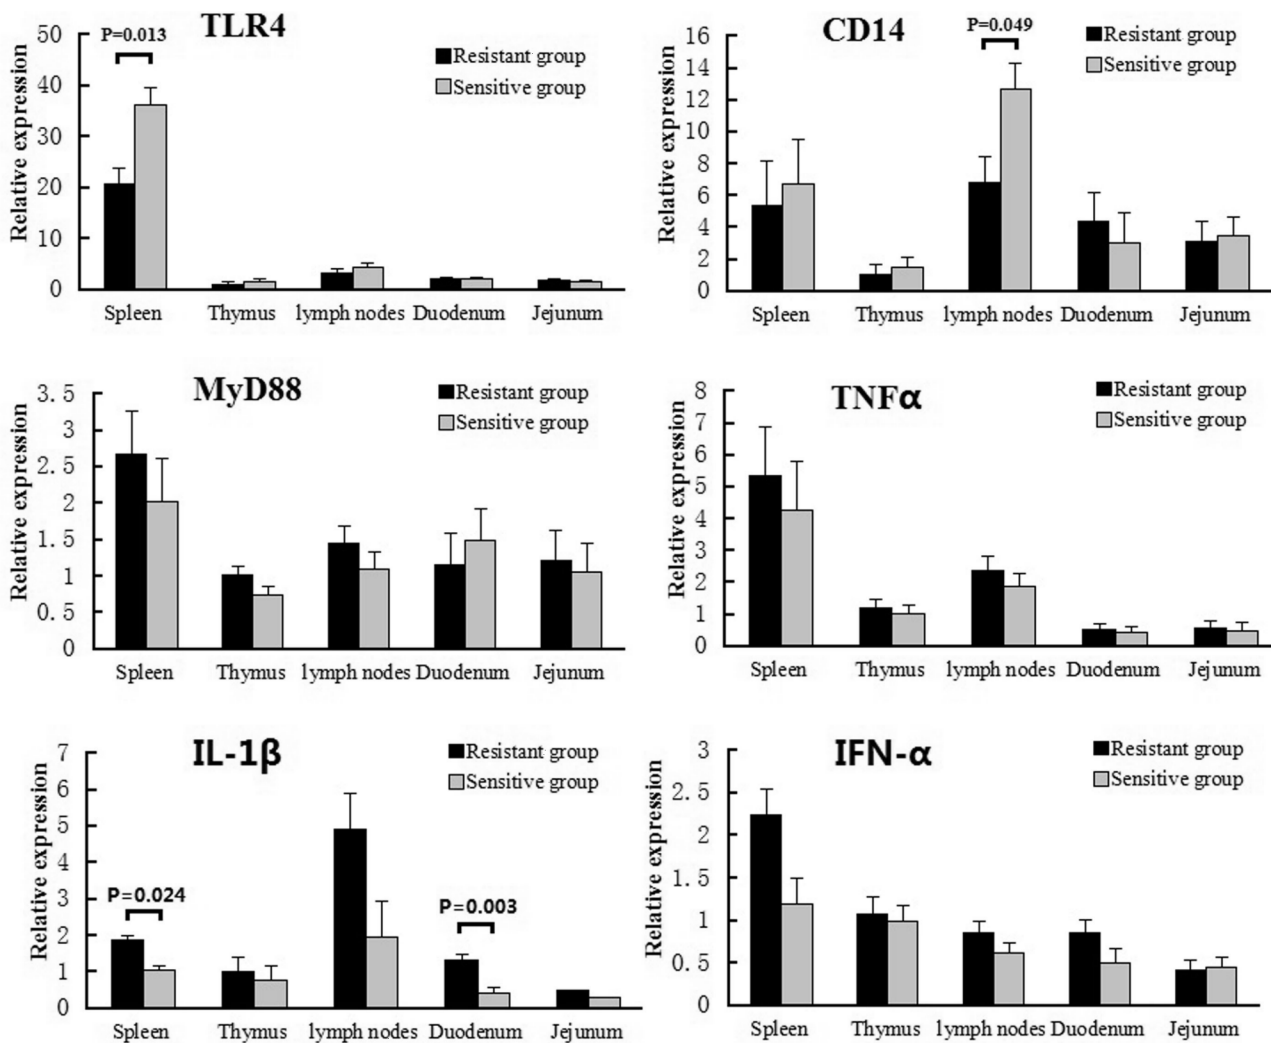 TLR4
P=0.013
Resistant group
Sensitive group
Relative expression
50
40
30
20
10
0
Spleen Thymus lymph nodes Duodenum Jejunum
CD14
P=0.049
Resistant group
Sensitive group
Relative expression
16
14
12
10
8
6
4
2
0
Spleen Thymus lymph nodes Duodenum Jejunum
MyD88
Resistant group
Sensitive group
Relative expression
3.5
3
2.5
2
1.5
1
0.5
0
Spleen Thymus lymph nodes Duodenum Jejunum
TNFα
Resistant group
Sensitive group
Relative expression
8
7
6
5
4
3
2
1
0
Spleen Thymus lymph nodes Duodenum Jejunum
IL-1β
Resistant group
Sensitive group
Relative expression
7
6
5
4
3
2
1
0
P=0.024
P=0.003
Spleen Thymus lymph nodes Duodenum Jejunum
IFN-α
Resistant group
Sensitive group
Relative expression
3
2.5
2
1.5
1
0.5
0
Spleen Thymus lymph nodes Duodenum Jejunum